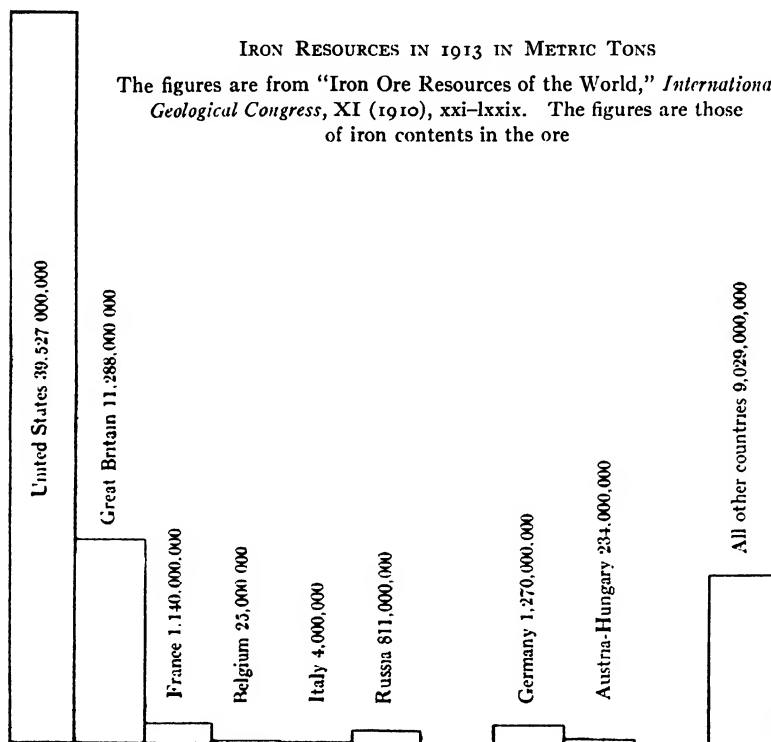 IRON RESOURCES IN 1913 IN METRIC TONS
The figures are from "Iron Ore Resources of the World," Internationa
Geological Congress, XI (1910), xxi–lxxix. The figures are those
of iron contents in the ore
United States 39.527 000.000
Great Britain 11.288.000 000
France 1.140.000.000
Belgium 25,000 000
Italy 4,000,000
Russia 811,000,000
Germany 1,270,000.000
Austria-Hungary 234.000,000
All other countries 9,029,000,000